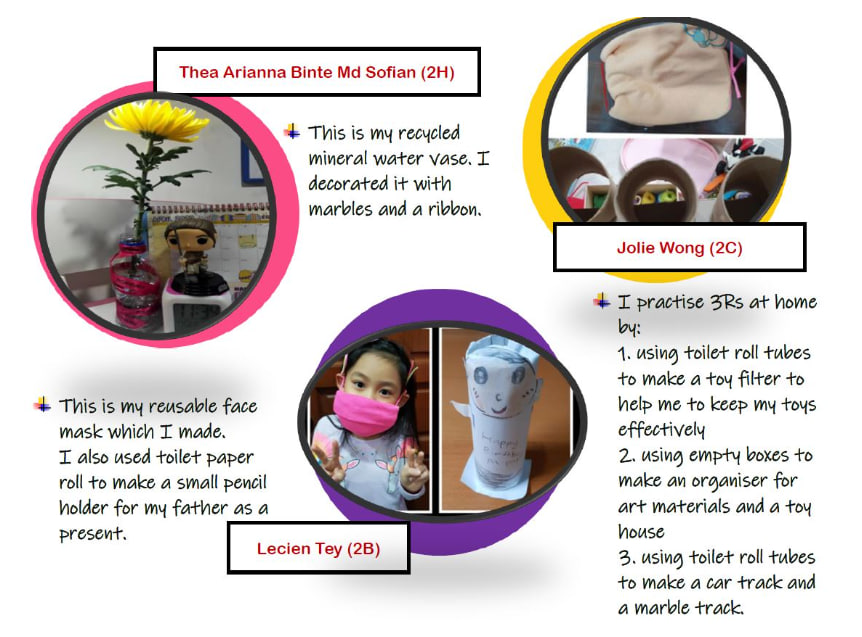 Thea Arianna Binte Md Sofian (2H)
This is my recycled
mineral water vase. I
decorated it with
marbles and a ribbon.
Jolie Wong (2C)
I practise 3Rs at home
by:
1. using toilet roll tubes
to make a toy filter to
help me to keep my toys
effectively
2. using empty boxes to
make an organiser for
art materials and a toy
house
3. using toilet roll tubes
to make a car track and
a marble track.
This is my reusable face
mask which I made.
I also used toilet paper
roll to make a small pencil
holder for my father as a
present.
Happy
Lecien Tey (2B)